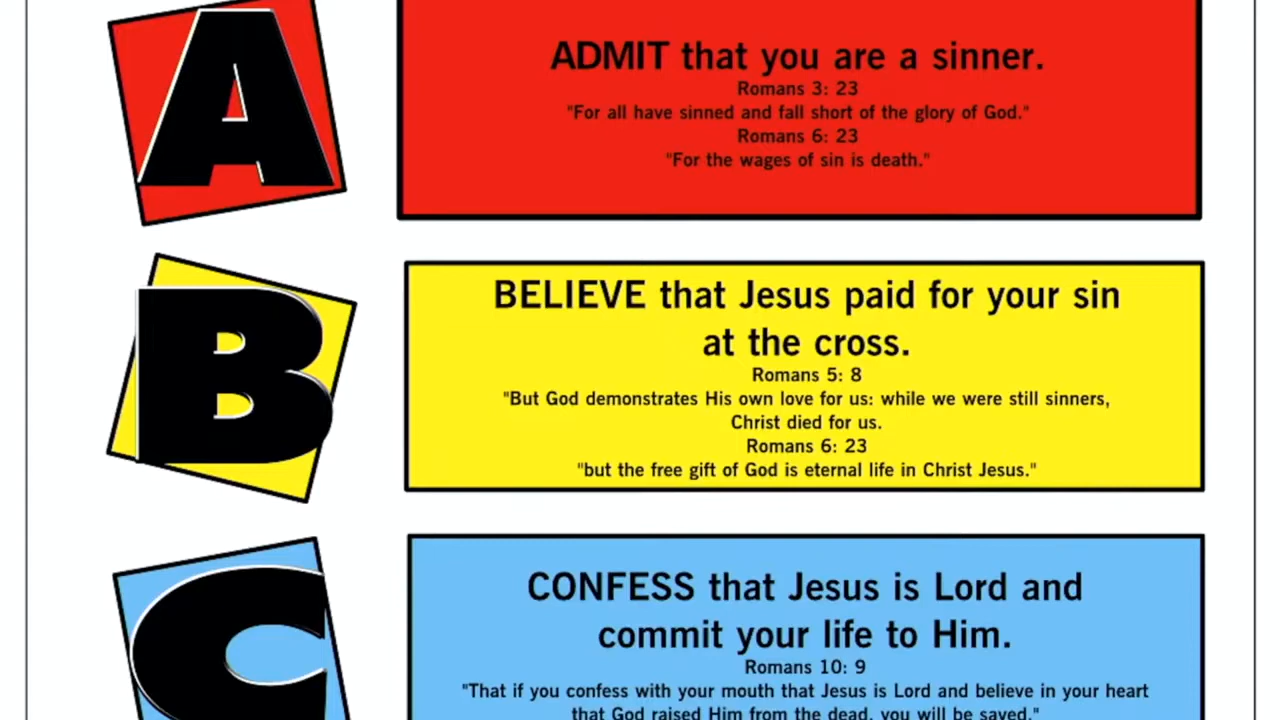 A
ADMIT that you are a sinner.
Romans 3: 23
"For all have sinned and fall short of the glory of God."
Romans 6: 23
"For the wages of sin is death."
B
BELIEVE that Jesus paid for your sin
at the cross.
Romans 5: 8
"But God demonstrates His own love for us: while we were still sinners,
Christ died for us.
Romans 6: 23
"but the free gift of God is eternal life in Christ Jesus."
C
CONFESS that Jesus is Lord and
commit your life to Him.
Romans 10: 9
"That if you confess with your mouth that Jesus is Lord and believe in your heart
that God raised Him from the dead, you will be saved."